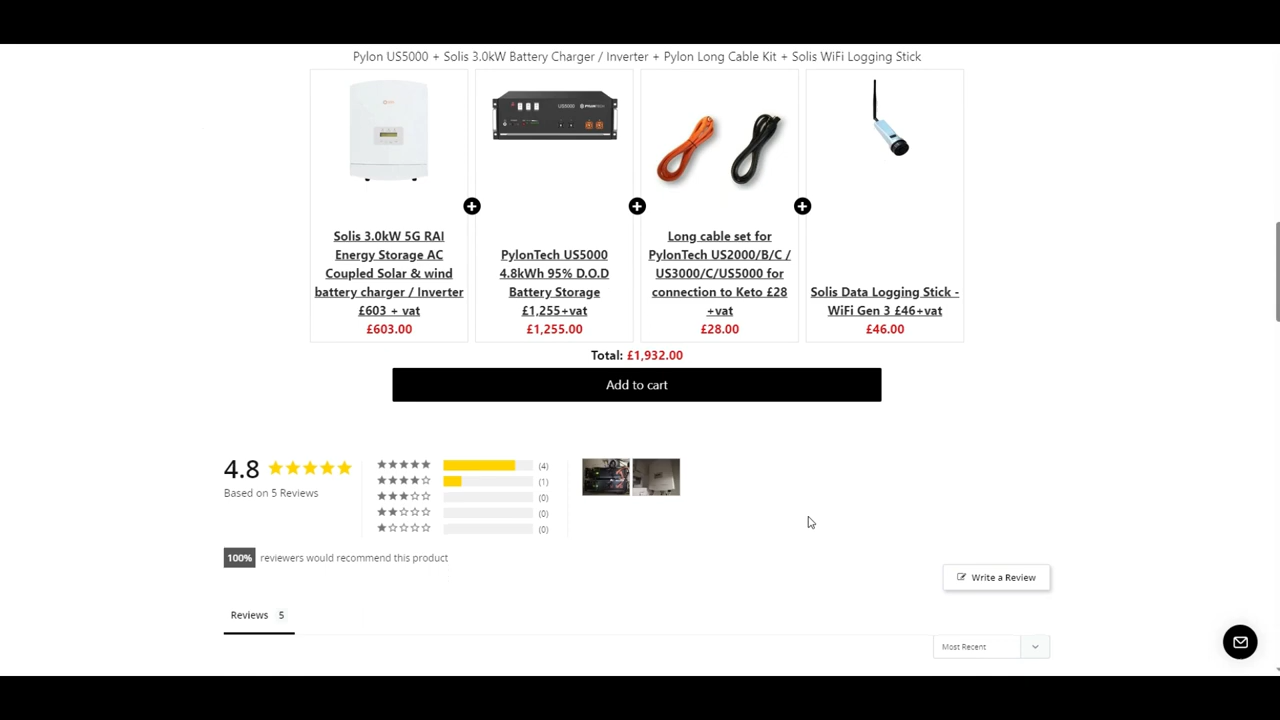 Pylon US5000 + Solis 3.0kW Battery Charger / Inverter + Pylon Long Cable Kit + Solis WiFi Logging Stick
US5000 PYLONTECH
Solis 3.0kW 5G RAI
Energy Storage AC
Coupled Solar & wind
battery charger / Inverter
£603 + vat
£603.00
PylonTech US5000
4.8kWh 95% D.O.D
Battery Storage
£1,255+vat
£1,255.00
Long cable set for
PylonTech US2000/B/C /
US3000/C/US5000 for
connection to Keto £28
+vat
£28.00
Solis Data Logging Stick -
WiFi Gen 3 £46+vat
£46.00
Total: £1,932.00
Add to cart
4.8
Based on 5 Reviews
(4)
(1)
(0)
(0)
(0)
100% reviewers would recommend this product
Write a Review
Reviews 5
Most Recent